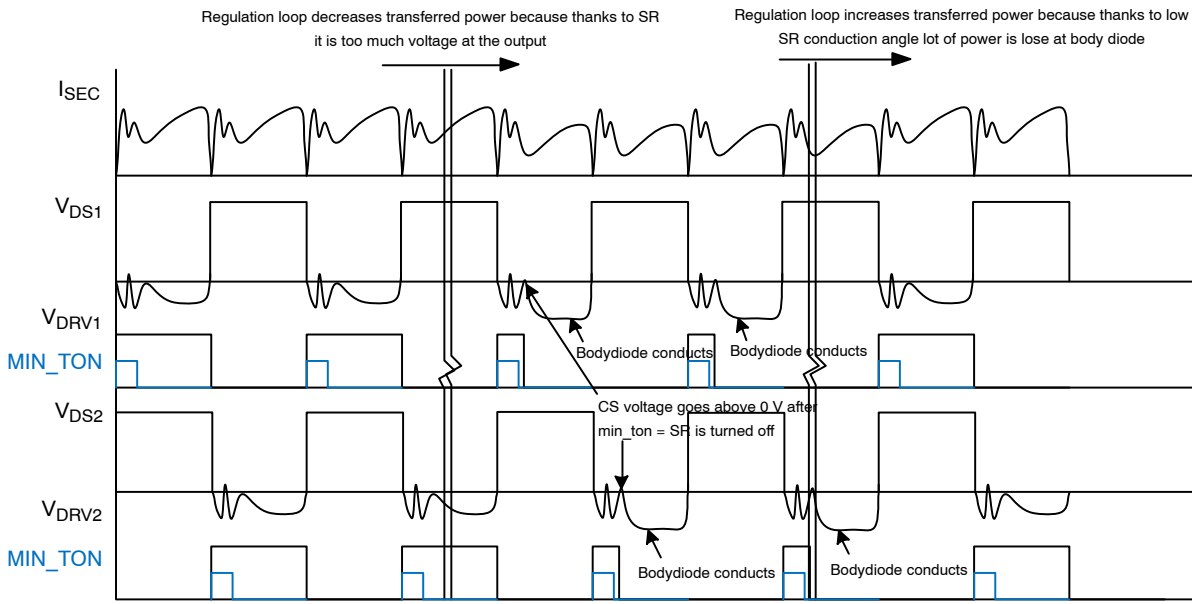 Regulation loop decreases transferred power because thanks to SR
it is too much voltage at the output
Regulation loop increases transferred power because thanks to low
SR conduction angle lot of power is lose at body diode
ISEC
VDS1
VDRV1
MIN_TON
Bodydiode conducts
Bodydiode conducts
CS voltage goes above 0 V after
min_ton = SR is turned off
VDS2
VDRV2
MIN_TON
Bodydiode conducts
Bodydiode conducts